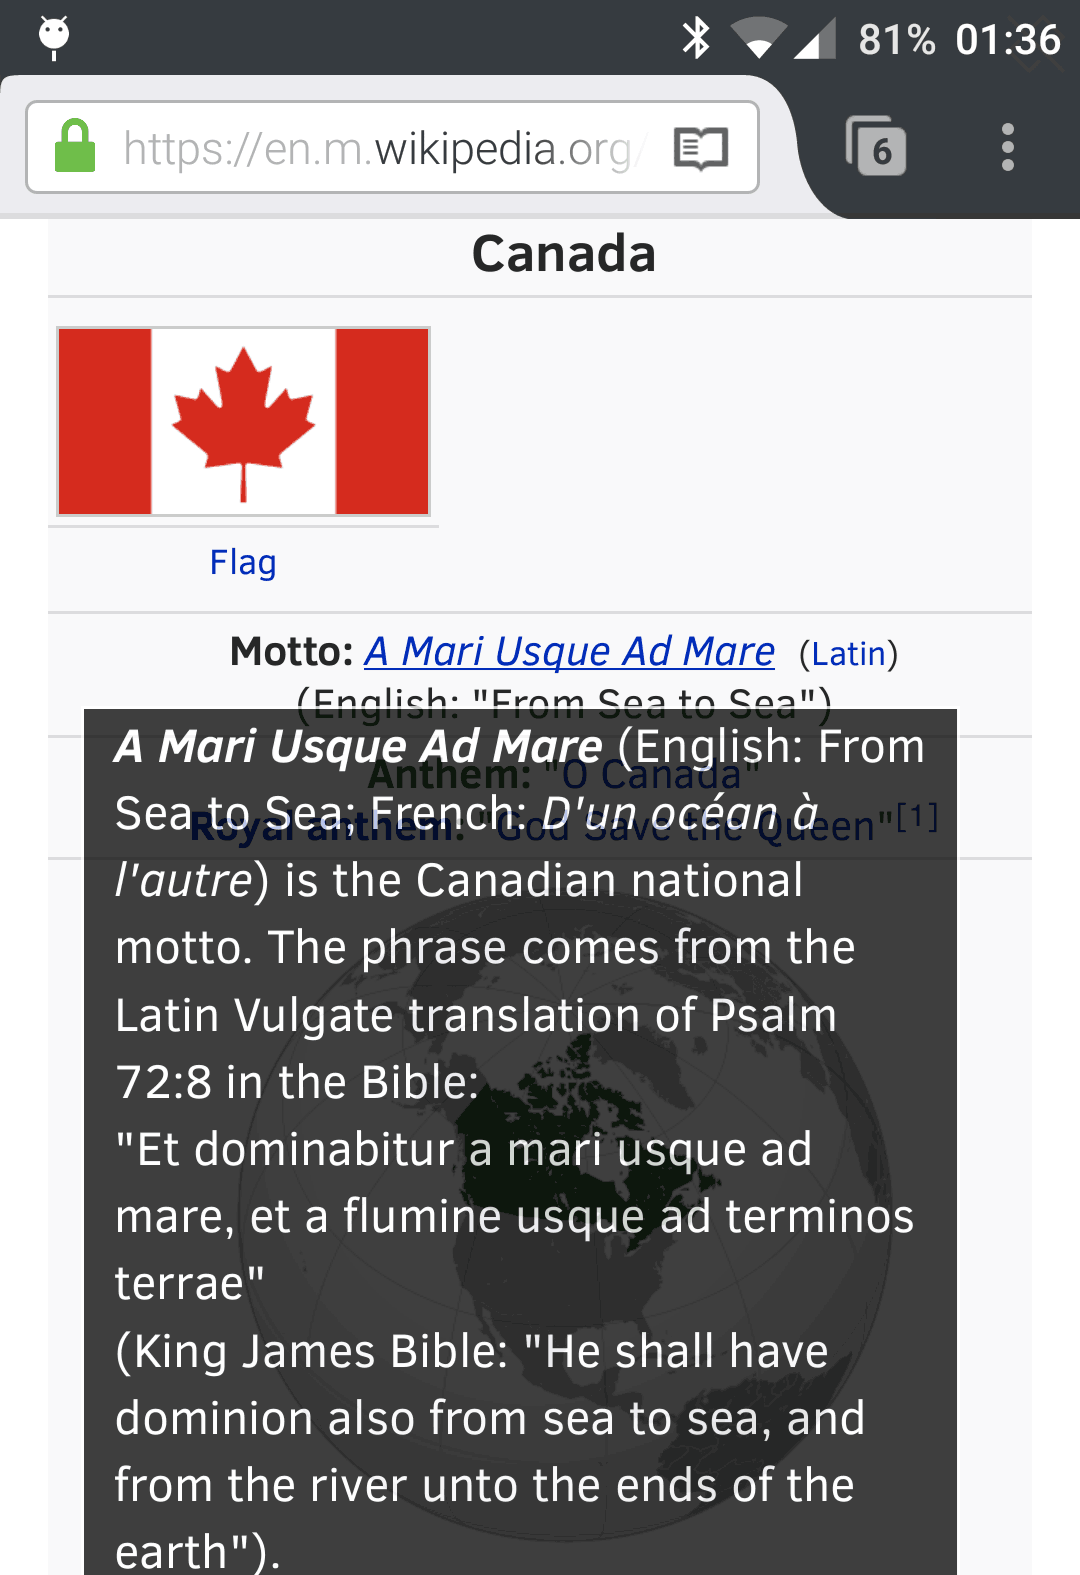 81% 01:36
https://en.m.wikipedia.org/
6
Canada
Flag
Motto: A Mari Usque Ad Mare (Latin)
(English: "From Sea to Sea")
Anthem: "O Canada"
Royal anthem: "God Save the Queen"[1]
A Mari Usque Ad Mare (English: From
Sea to Sea; French: D'un océan à
l'autre) is the Canadian national
motto. The phrase comes from the
Latin Vulgate translation of Psalm
72:8 in the Bible:
"Et dominabitur a mari usque ad
mare, et a flumine usque ad terminos
terrae"
(King James Bible: "He shall have
dominion also from sea to sea, and
from the river unto the ends of the
earth").